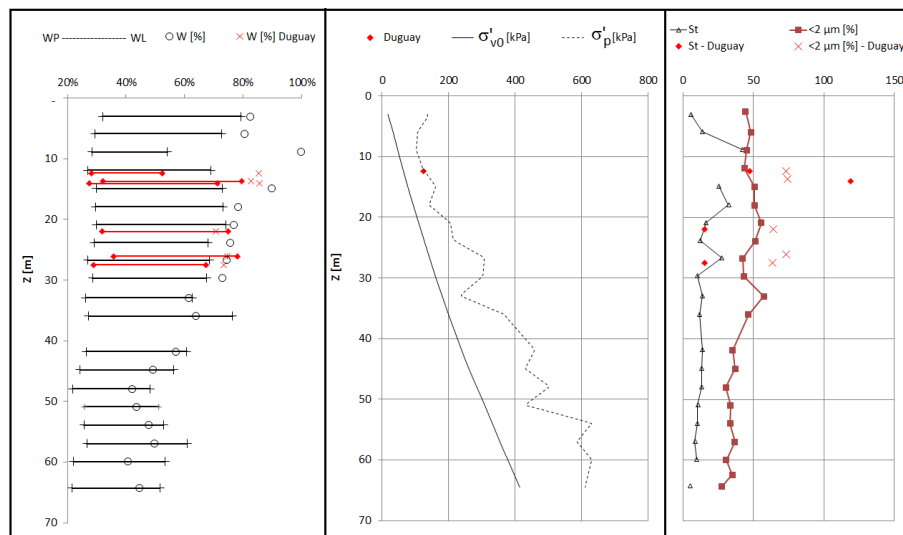 WP ------------------ WL
W [%]
W [%] Duguay
20%
40%
60%
80%
100%
-
10
20
30
40
50
60
70
Z [m]
Duguay
σ'v0 [kPa]
σ'p[kPa]
0
200
400
600
800
0
10
20
30
40
50
60
70
Z [m]
St
<2 µm [%]
St - Duguay
<2 µm [%] - Duguay
0
50
100
150